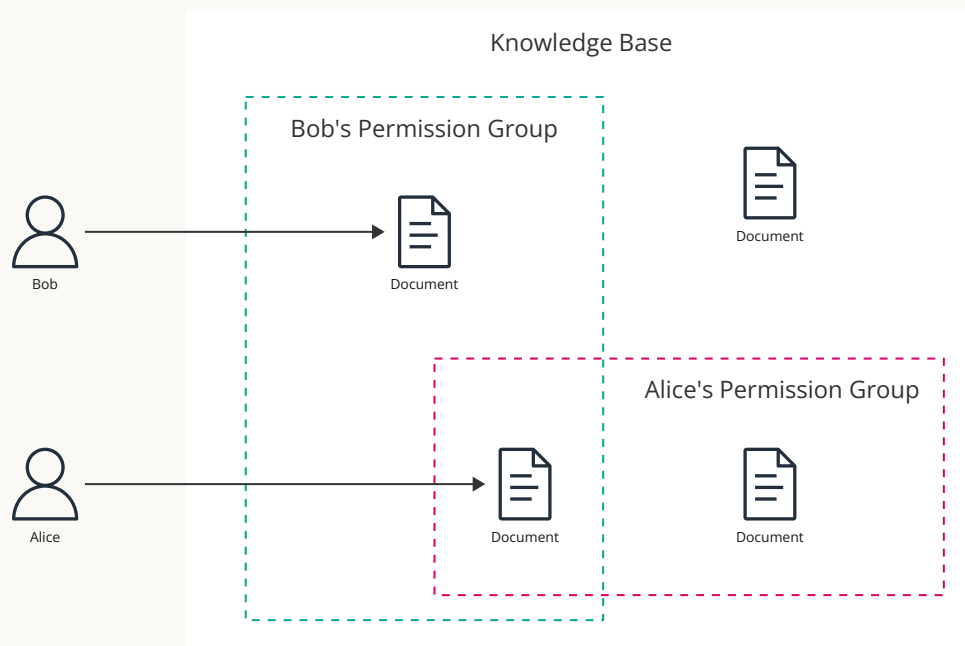 Knowledge Base
Bob's Permission Group
Document
Bob
Document
Alice's Permission Group
Alice
Document
Document